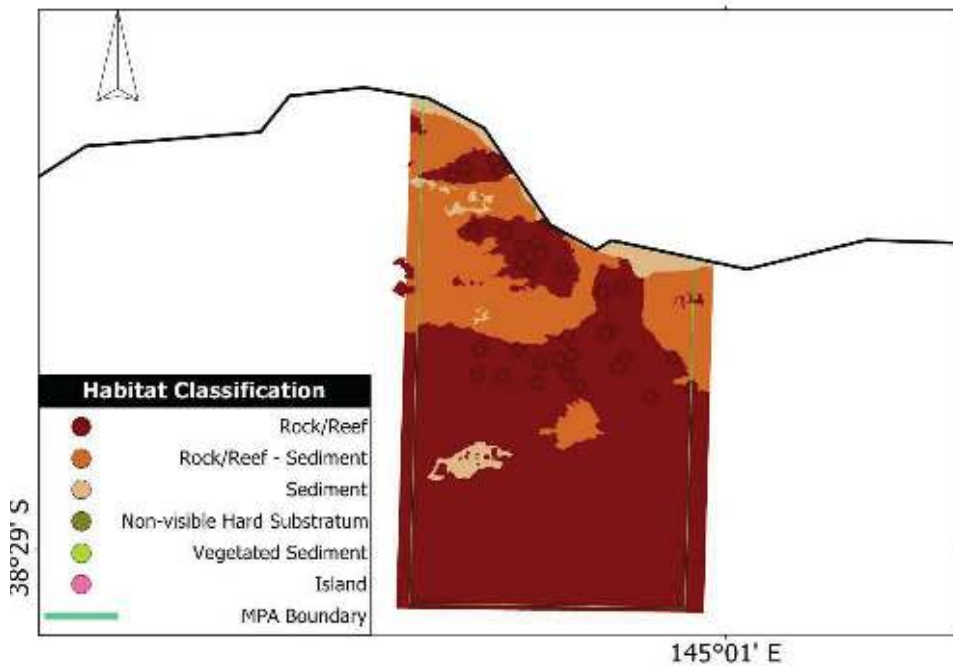 Habitat Classification
Rock/Reef
Rock/Reef - Sediment
Sediment
Non-visible Hard Substratum
Vegetated Sediment
Island
MPA Boundary
38°29' S
145°01' E